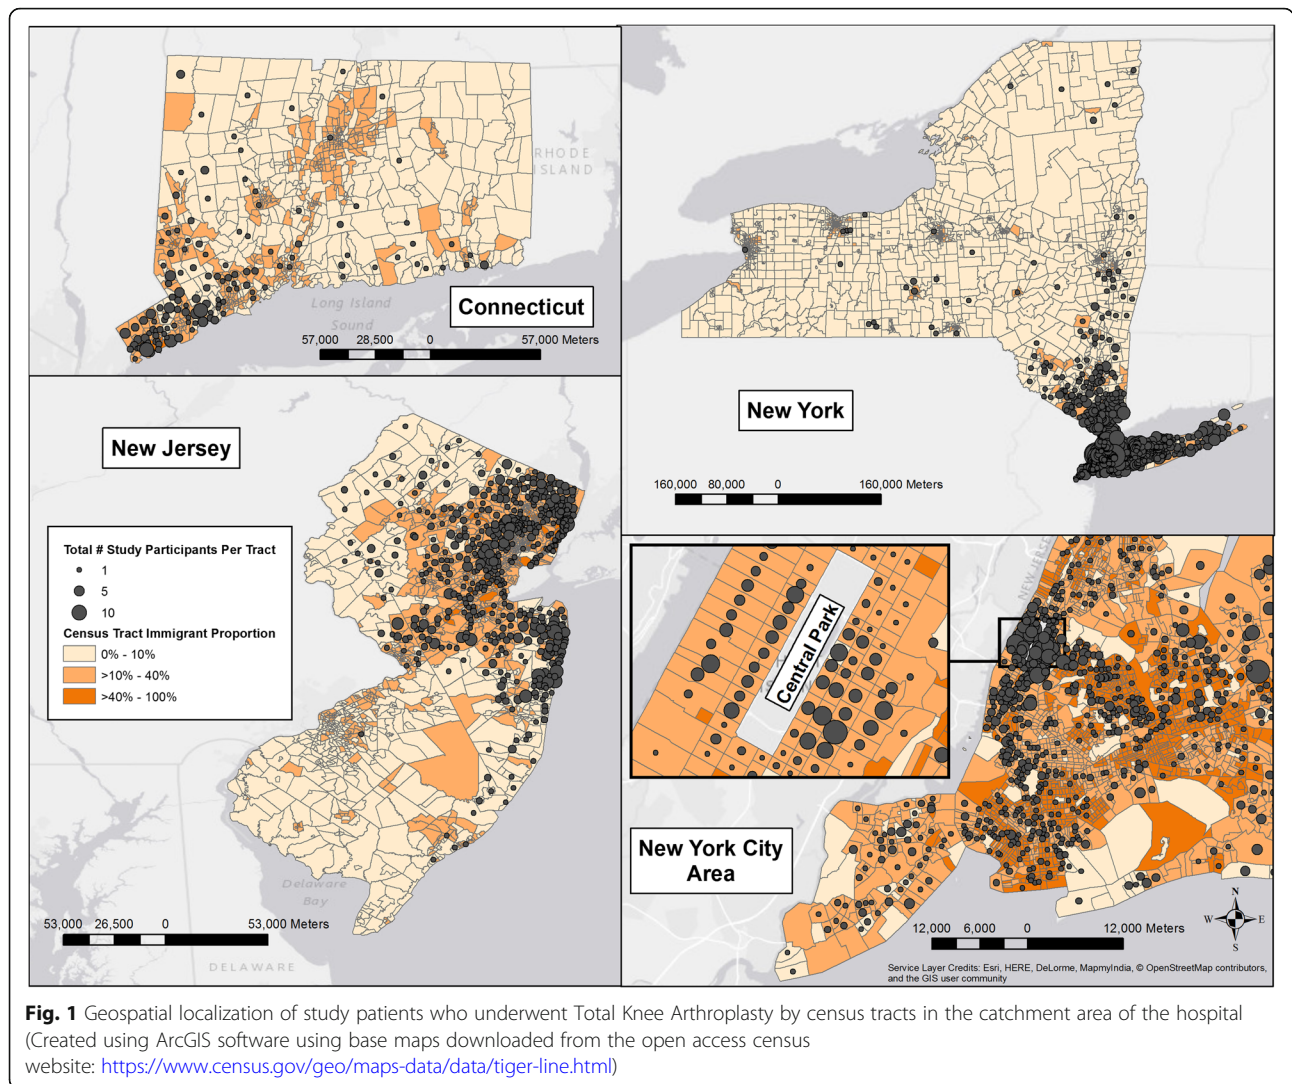 RHODE
ISLAND
Long Island
Sound
Connecticut
57,000 28,500 0 57,000 Meters
New York
160,000 80,000 0 160,000 Meters
New Jersey
Total # Study Participants Per Tract
1
5
10
Census Tract Immigrant Proportion
0% - 10%
>10% - 40%
>40% - 100%
Delaware
Bay
53,000 26,500 0 53,000 Meters
DELAWARE
Central Park
New York City
Area
N
W E
S
12,000 6,000 0 12,000 Meters
Service Layer Credits: Esri, HERE, DeLorme, MapmyIndia, © OpenStreetMap contributors,
and the GIS user community
Fig. 1 Geospatial localization of study patients who underwent Total Knee Arthroplasty by census tracts in the catchment area of the hospital
(Created using ArcGIS software using base maps downloaded from the open access census
website: https://www.census.gov/geo/maps-data/data/tiger-line.html)